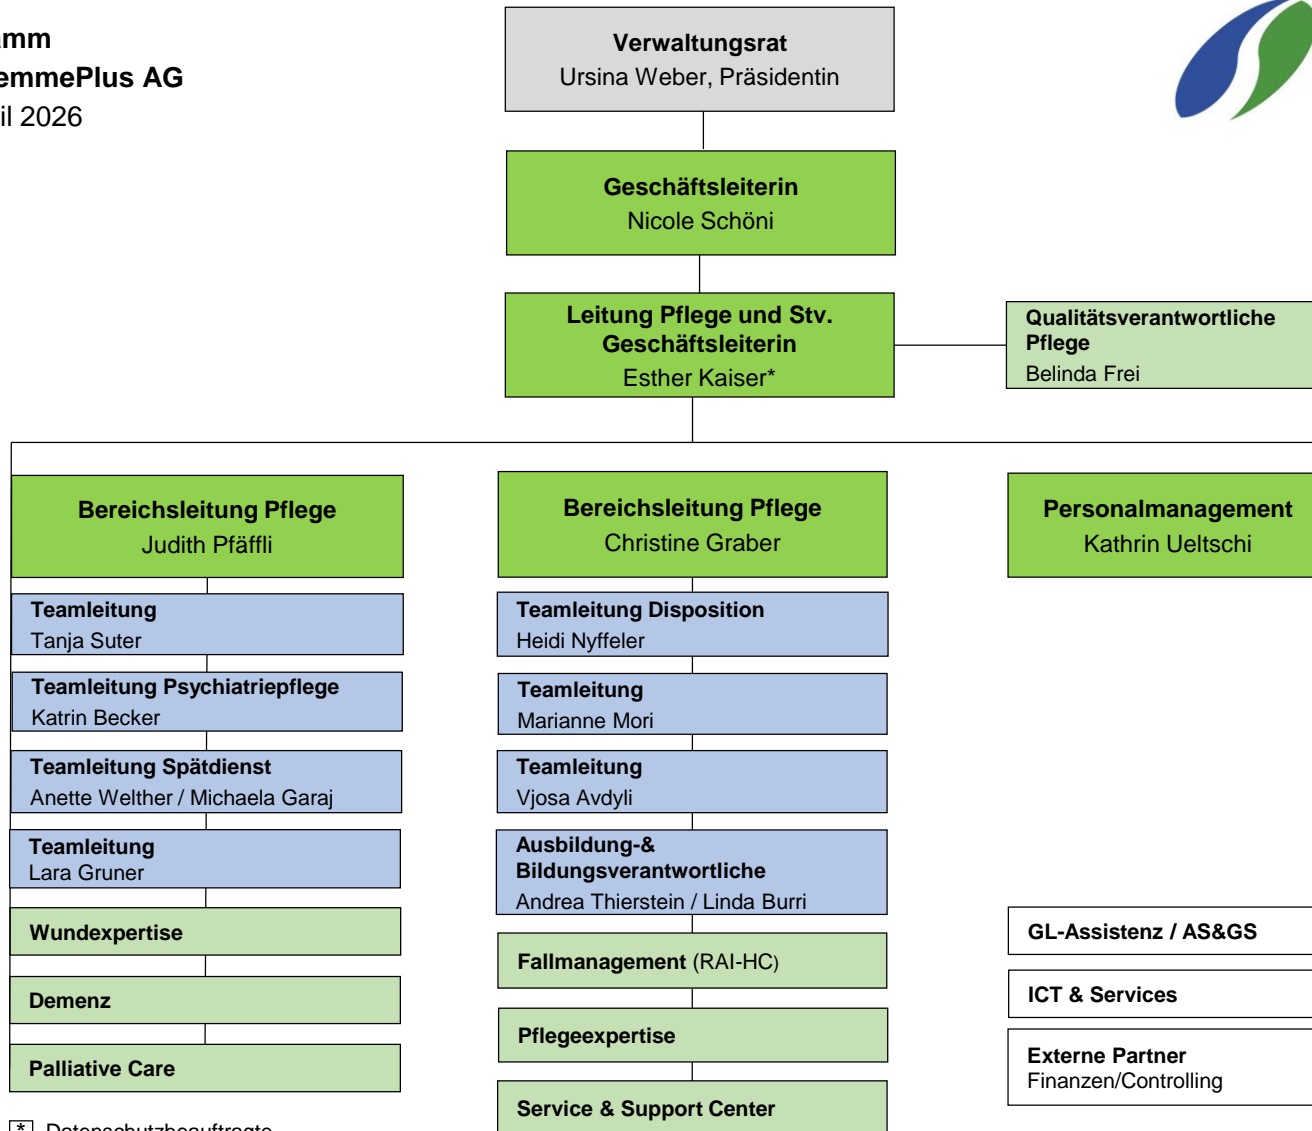 amm
emmePlus AG
il 2026
Verwaltungsrat
Ursina Weber, Präsidentin
Geschäftsleiterin
Nicole Schöni
Leitung Pflege und Stv.
Geschäftsleiterin
Esther Kaiser*
Qualitätsverantwortliche
Pflege
Belinda Frei
Bereichsleitung Pflege
Judith Pfäffli
Teamleitung
Tanja Suter
Teamleitung Psychiatriepflege
Katrin Becker
Teamleitung Spätdienst
Anette Welther / Michaela Garaj
Teamleitung
Lara Gruner
Wundexpertise
Demenz
Palliative Care
Bereichsleitung Pflege
Christine Graber
Teamleitung Disposition
Heidi Nyffeler
Teamleitung
Marianne Mori
Teamleitung
Vjosa Avdyli
Ausbildung-&
Bildungsverantwortliche
Andrea Thierstein / Linda Burri
Fallmanagement (RAI-HC)
Pflegeexpertise
Service & Support Center
Personalmanagement
Kathrin Ueltschi
GL-Assistenz / AS&GS
ICT & Services
Externe Partner
Finanzen/Controlling
* Datenschutzbeauftragte